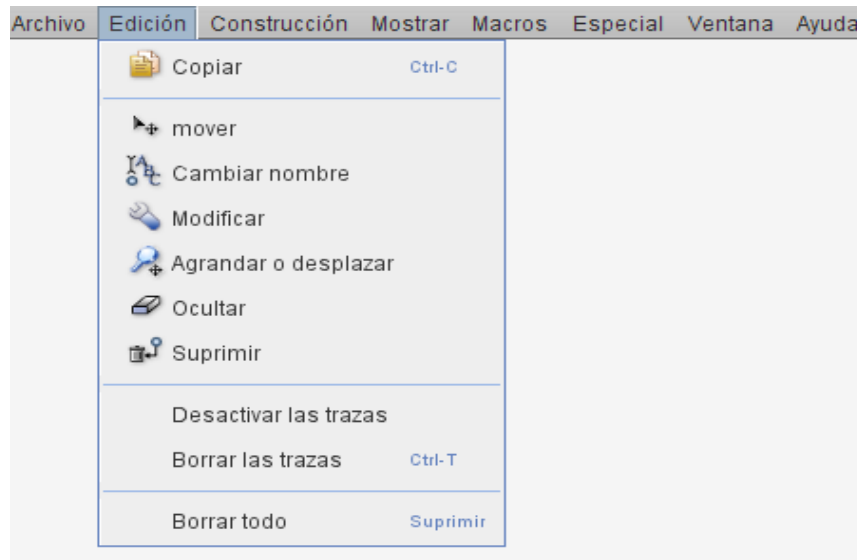 Archivo Edición Construcción Mostrar Macros Especial Ventana Ayuda
Copiar Ctrl-C
mover
Cambiar nombre
Modificar
Agrandar o desplazar
Ocultar
Suprimir
Desactivar las trazas
Borrar las trazas Ctrl-T
Borrar todo Suprimir